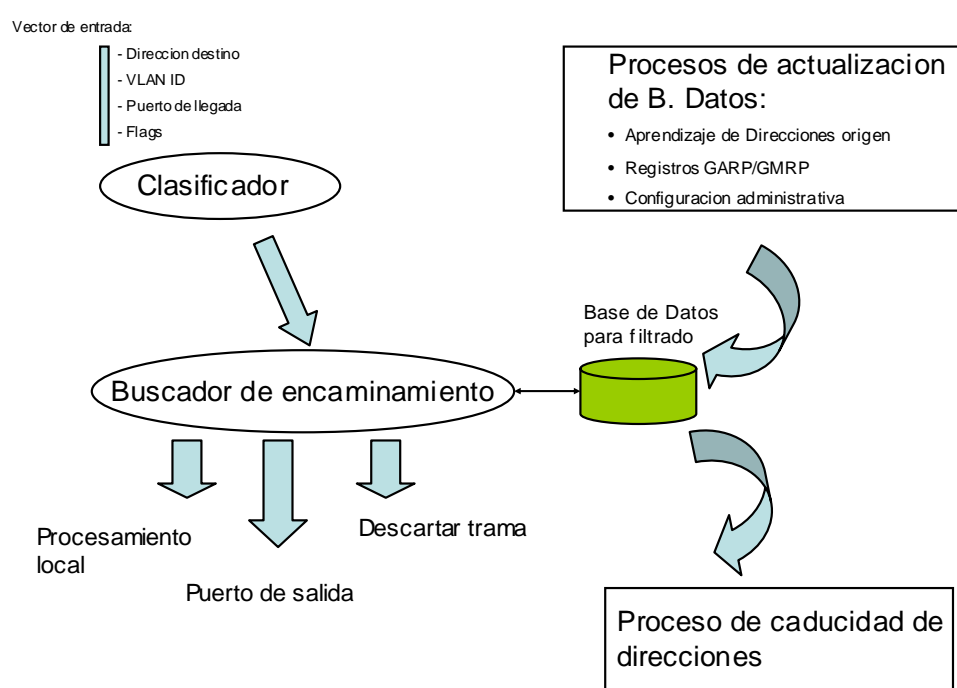 Vector de entrada:
- Direccion destino
- VLAN ID
- Puerto de llegada
- Flags
Clasificador
Procesos de actualizacion
de B. Datos:
• Aprendizaje de Direcciones origen
• Registros GARP/GMRP
• Configuracion administrativa
Base de Datos
para filtrado
Buscador de encaminamiento
Procesamiento
local
Puerto de salida
Descartar trama
Proceso de caducidad de
direcciones